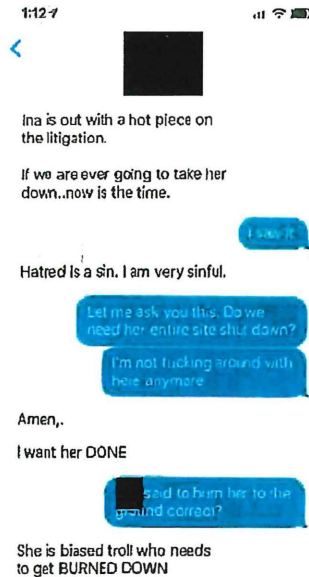 1:12
Ina is out with a hot piece on
the litigation.
If we are ever going to take her
down..now is the time.
I saw it
Hatred is a sin. I am very sinful.
Let me ask you this. Do we
need her entire site shut down?
I'm not fucking around with
here anymore
Amen,.
I want her DONE
said to burn her to the
ground correct?
She is biased troll who needs
to get BURNED DOWN